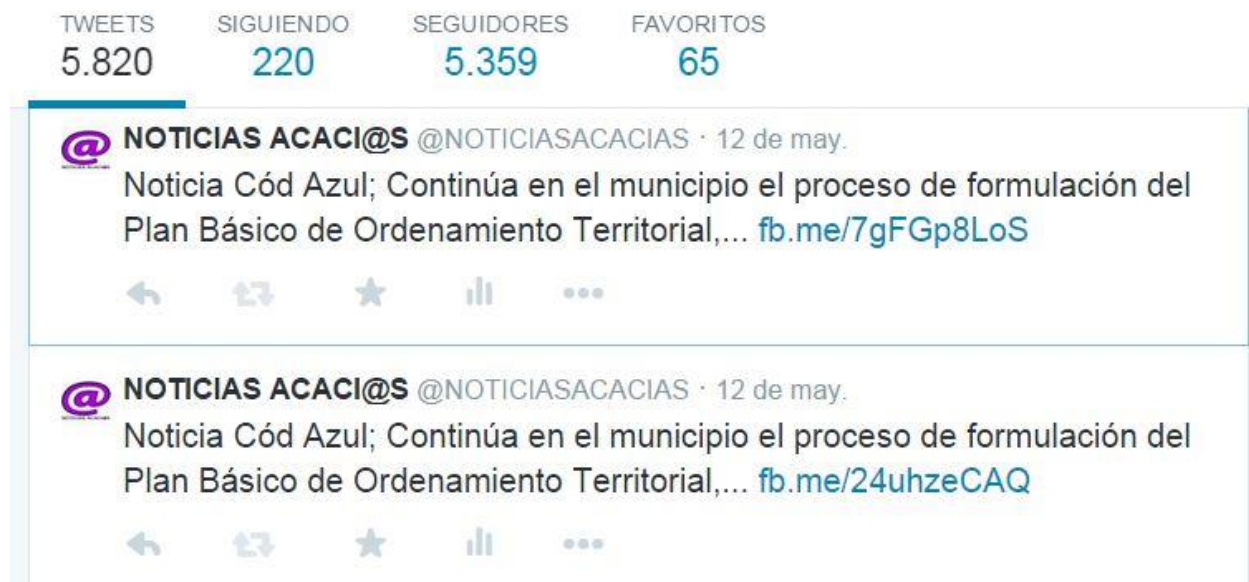 TWEETS SIGUIENDO SEGUIDORES FAVORITOS
5.820 220 5.359 65
NOTICIAS ACACI@S @NOTICIASACACIAS · 12 de may.
Noticia Cód Azul; Continúa en el municipio el proceso de formulación del
Plan Básico de Ordenamiento Territorial,... fb.me/7gFGp8LoS
NOTICIAS ACACI@S @NOTICIASACACIAS · 12 de may.
Noticia Cód Azul; Continúa en el municipio el proceso de formulación del
Plan Básico de Ordenamiento Territorial,... fb.me/24uhzeCAQ